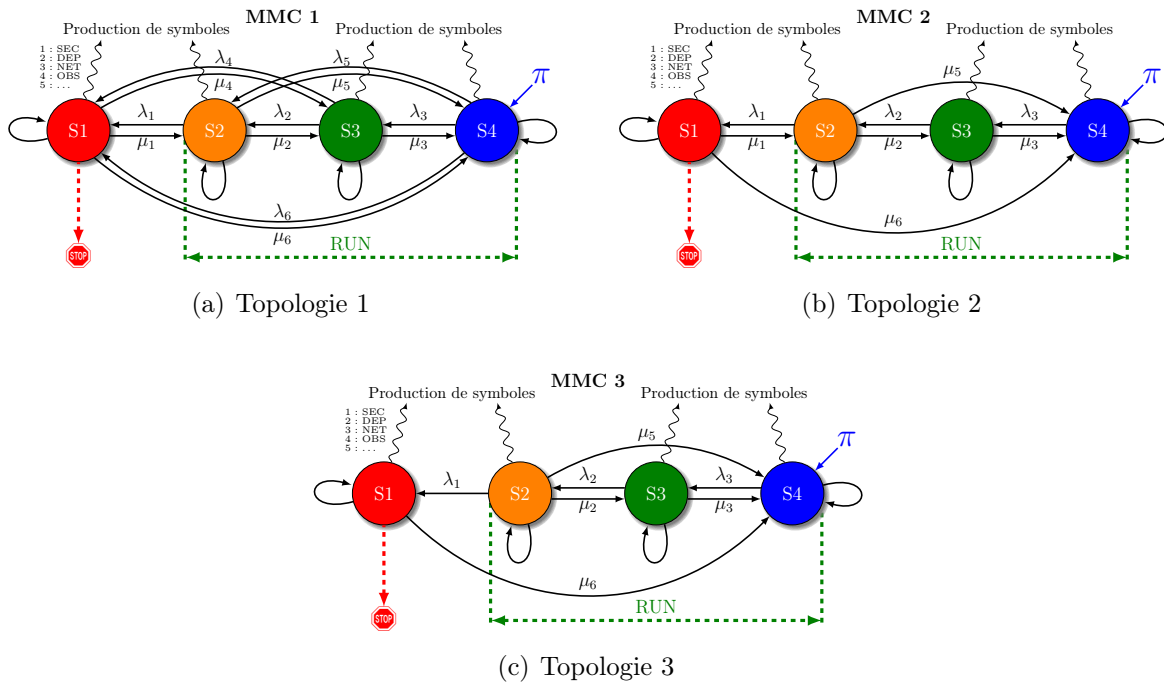 MMC 1
Production de symboles Production de symboles
1 : SEC
2 : DEP
3 : NET
4 : OBS
5 : ...
λ4 λ5
μ4 μ5 π
S1 λ1 S2 λ2 S3 λ3 S4
μ1 μ2 μ3
λ6
μ6
STOP RUN
(a) Topologie 1
MMC 2
Production de symboles Production de symboles
1 : SEC
2 : DEP
3 : NET
4 : OBS
5 : ...
μ5 π
S1 λ1 S2 λ2 S3 λ3 S4
μ1 μ2 μ3
μ6
STOP RUN
(b) Topologie 2
MMC 3
Production de symboles Production de symboles
1 : SEC
2 : DEP
3 : NET
4 : OBS
5 : ...
μ5 π
S1 λ1 S2 λ2 S3 λ3 S4
μ2 μ3
μ6
STOP RUN
(c) Topologie 3